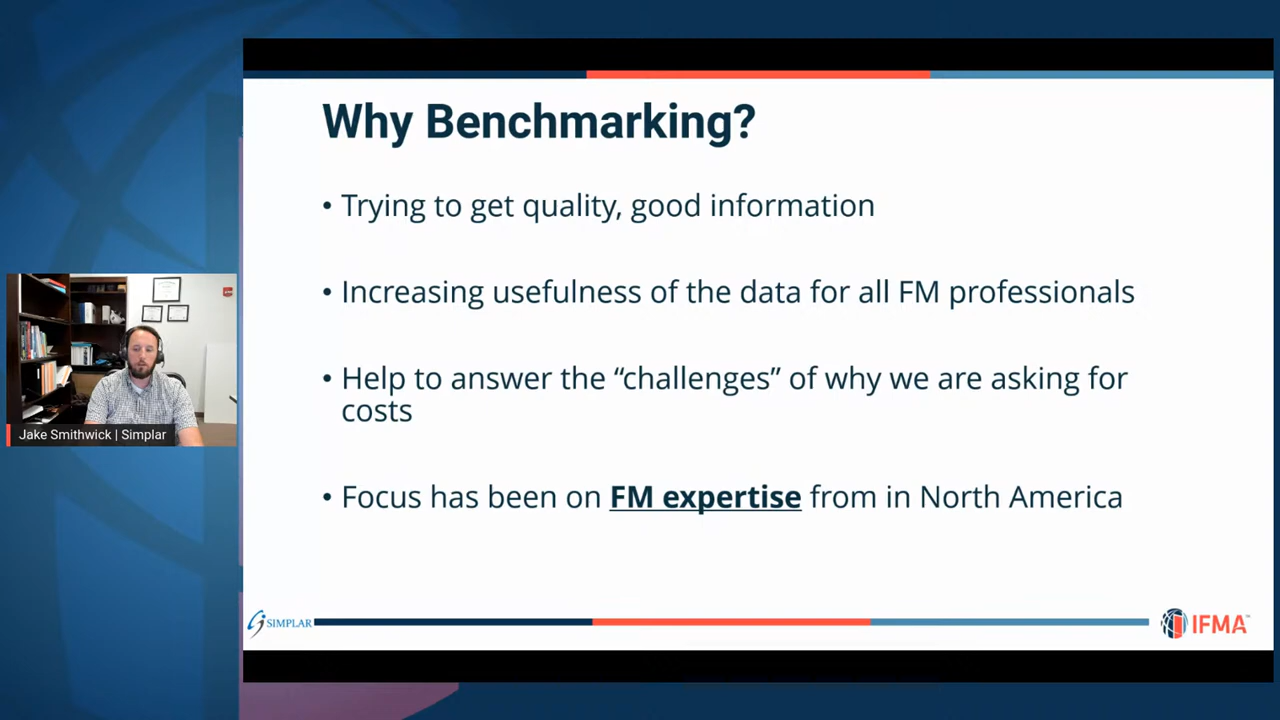 Why Benchmarking?
• Trying to get quality, good information
• Increasing usefulness of the data for all FM professionals
• Help to answer the “challenges” of why we are asking for
costs
• Focus has been on FM expertise from in North America
Jake Smithwick | Simplar
SIMPLAR
IFMA™